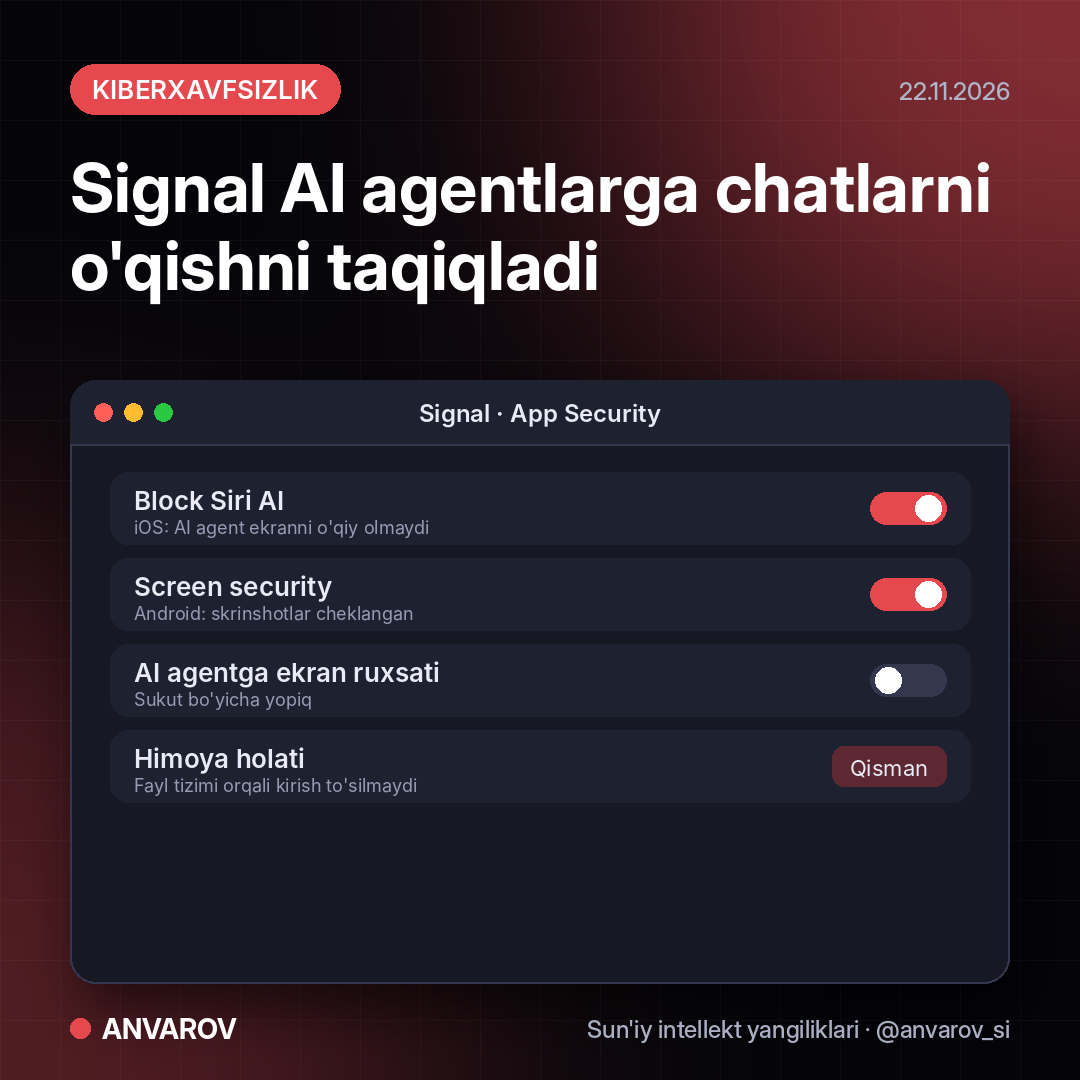 KIBERXAVFSIZLIK
22.11.2026
Signal AI agentlarga chatlarni
o'qishni taqiqladi
Signal · App Security
Block Siri AI
iOS: AI agent ekranni o'qiy olmaydi
Screen security
Android: skrinshotlar cheklangan
AI agentga ekran ruxsati
Sukut bo'yicha yopiq
Himoya holati
Fayl tizimi orqali kirish to'silmaydi
Qisman
ANVAROV
Sun'iy intellekt yangiliklari · @anvarov_si